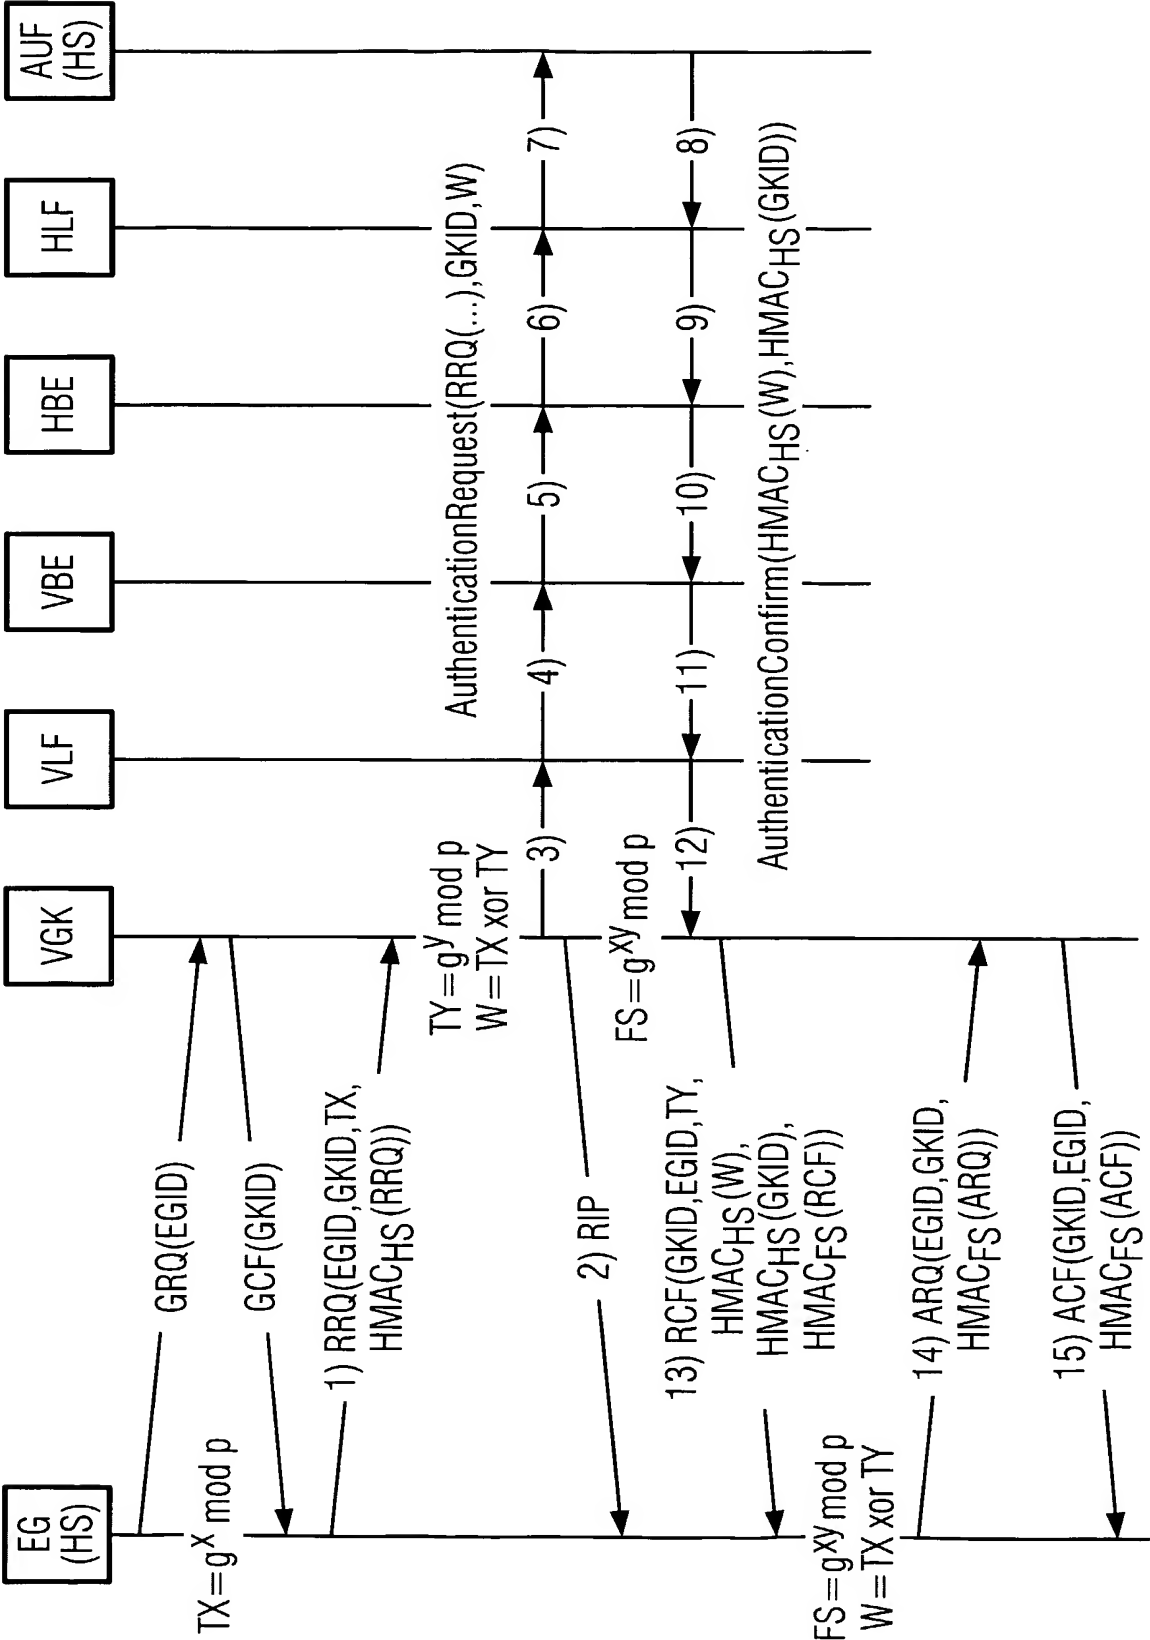 EG
(HS)
VGK
VLF
VBE
HBE
HLF
AUF
(HS)
GRQ(EGID)
TX=g^x mod p
GCF(GKID)
1) RRQ(EGID,GKID,TX,
HMAC_HS(RRQ))
TY=g^y mod p
W=TX xor TY
AuthenticationRequest(RRQ(...),GKID,W)
3)
4)
5)
6)
7)
2) RIP
FS=g^xy mod p
12)
11)
10)
9)
8)
AuthenticationConfirm(HMAC_HS(W),HMAC_HS(GKID))
13) RCF(GKID,EGID,TY,
HMAC_HS(W),
HMAC_HS(GKID),
HMAC_FS(RCF))
FS=g^xy mod p
W=TX xor TY
14) ARQ(EGID,GKID,
HMAC_FS(ARQ))
15) ACF(GKID,EGID,
HMAC_FS(ACF))